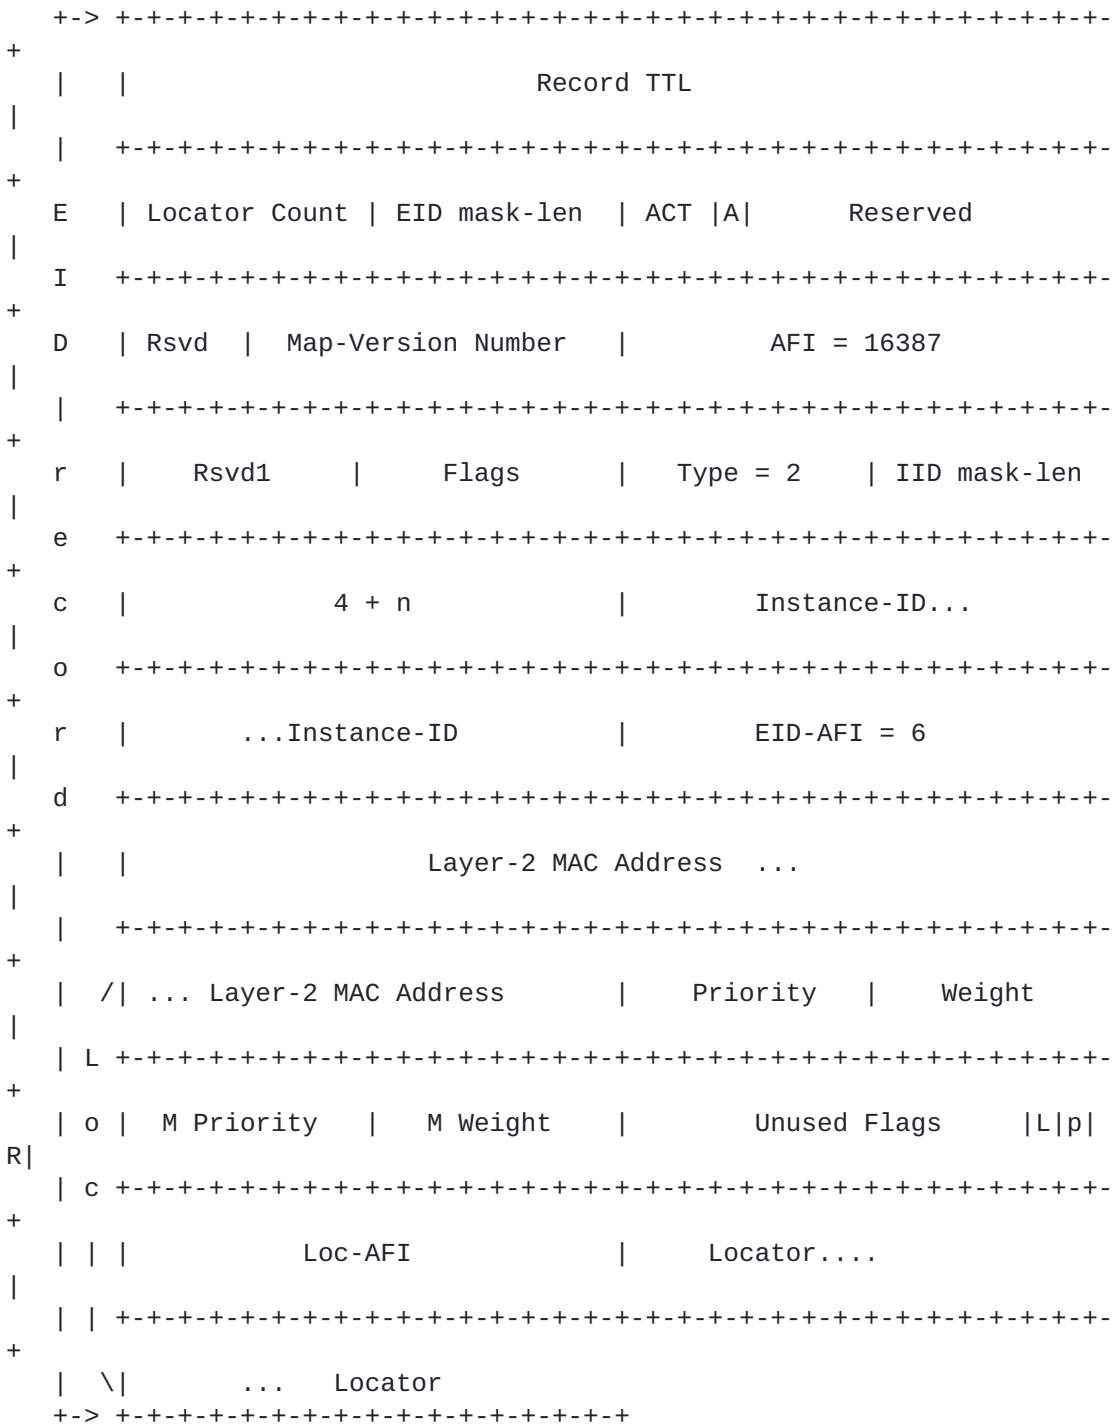 +-> +-+-+-+-+-+-+-+-+-+-+-+-+-+-+-+-+-+-+-+-+-+-+-+-+-+-+-+-+-+-+-+-
+
|   |                          Record TTL
|
|   +-+-+-+-+-+-+-+-+-+-+-+-+-+-+-+-+-+-+-+-+-+-+-+-+-+-+-+-+-+-+-+-
+
E   | Locator Count | EID mask-len  | ACT |A|      Reserved
|
I   +-+-+-+-+-+-+-+-+-+-+-+-+-+-+-+-+-+-+-+-+-+-+-+-+-+-+-+-+-+-+-+-
+
D   | Rsvd  |  Map-Version Number   |         AFI = 16387
|
|   +-+-+-+-+-+-+-+-+-+-+-+-+-+-+-+-+-+-+-+-+-+-+-+-+-+-+-+-+-+-+-+-
+
r   |    Rsvd1     |     Flags      |   Type = 2    | IID mask-len
|
e   +-+-+-+-+-+-+-+-+-+-+-+-+-+-+-+-+-+-+-+-+-+-+-+-+-+-+-+-+-+-+-+-
+
c   |             4 + n             |        Instance-ID...
|
o   +-+-+-+-+-+-+-+-+-+-+-+-+-+-+-+-+-+-+-+-+-+-+-+-+-+-+-+-+-+-+-+-
+
r   |       ...Instance-ID          |        EID-AFI = 6
|
d   +-+-+-+-+-+-+-+-+-+-+-+-+-+-+-+-+-+-+-+-+-+-+-+-+-+-+-+-+-+-+-+-
+
|   |                   Layer-2 MAC Address  ...
|
|   +-+-+-+-+-+-+-+-+-+-+-+-+-+-+-+-+-+-+-+-+-+-+-+-+-+-+-+-+-+-+-+-
+
|  /| ... Layer-2 MAC Address       |    Priority   |    Weight
|
| L +-+-+-+-+-+-+-+-+-+-+-+-+-+-+-+-+-+-+-+-+-+-+-+-+-+-+-+-+-+-+-+-
+
| o |  M Priority   |   M Weight    |        Unused Flags     |L|p|
R|
| c +-+-+-+-+-+-+-+-+-+-+-+-+-+-+-+-+-+-+-+-+-+-+-+-+-+-+-+-+-+-+-+-
+
| | |           Loc-AFI             |     Locator....
|
| | +-+-+-+-+-+-+-+-+-+-+-+-+-+-+-+-+-+-+-+-+-+-+-+-+-+-+-+-+-+-+-+-
+
|  \|       ...   Locator
+-> +-+-+-+-+-+-+-+-+-+-+-+-+-+-+-+-+